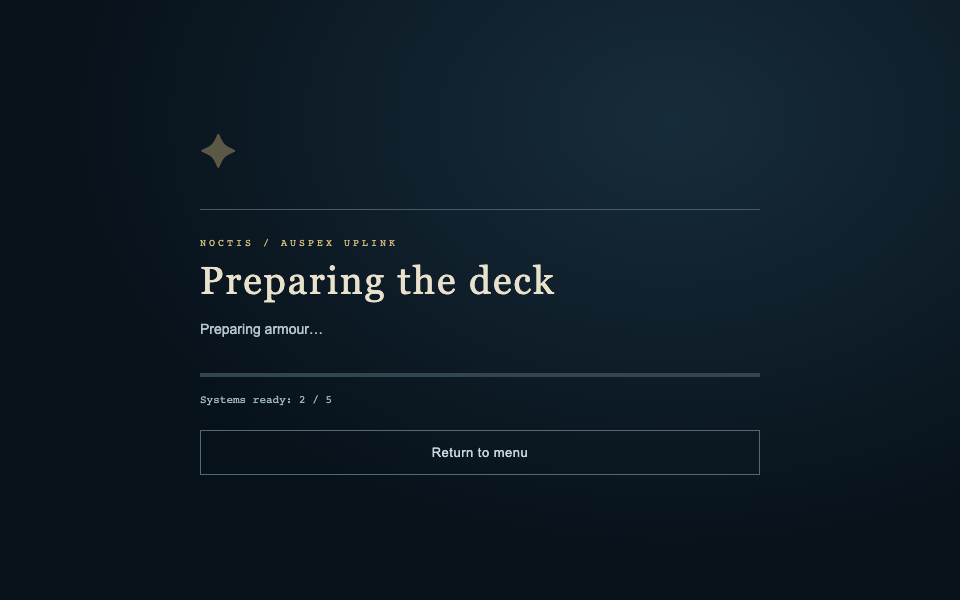 NOCTIS / AUSPEX UPLINK
Preparing the deck
Preparing armour…
Systems ready: 2 / 5
Return to menu